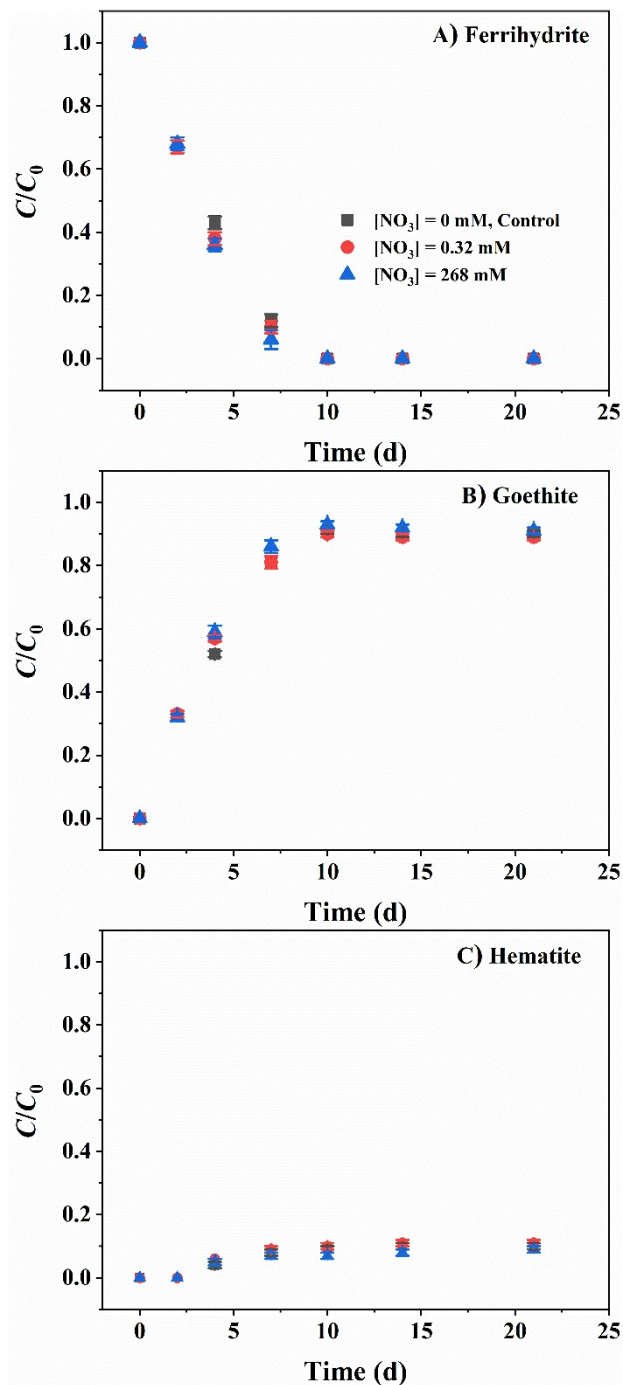 A) Ferrihydrite
1.0
0.8
0.6
0.4
0.2
0.0
C/C₀
[NO₃] = 0 mM, Control
[NO₃] = 0.32 mM
[NO₃] = 268 mM
0 5 10 15 20 25
Time (d)
B) Goethite
1.0
0.8
0.6
0.4
0.2
0.0
C/C₀
0 5 10 15 20 25
Time (d)
C) Hematite
1.0
0.8
0.6
0.4
0.2
0.0
C/C₀
0 5 10 15 20 25
Time (d)